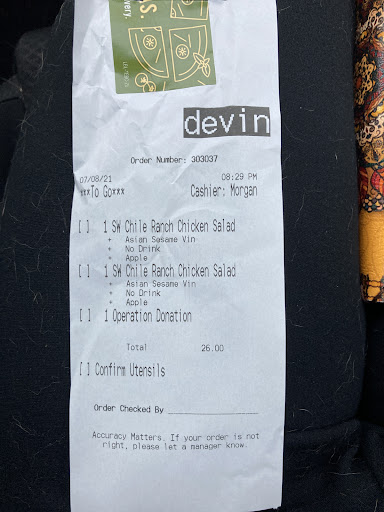 very.
S.
devin
Order Number: 303037
07/08/21 08:29 PM
***To Go*** Cashier: Morgan
[ ] 1 SW Chile Ranch Chicken Salad
+ Asian Sesame Vin
+ No Drink
+ Apple
[ ] 1 SW Chile Ranch Chicken Salad
+ Asian Sesame Vin
+ No Drink
+ Apple
[ ] 1 Operation Donation
Total 26.00
[ ] Confirm Utensils
Order Checked By
Accuracy Matters. If your order is not
right, please let a manager know.